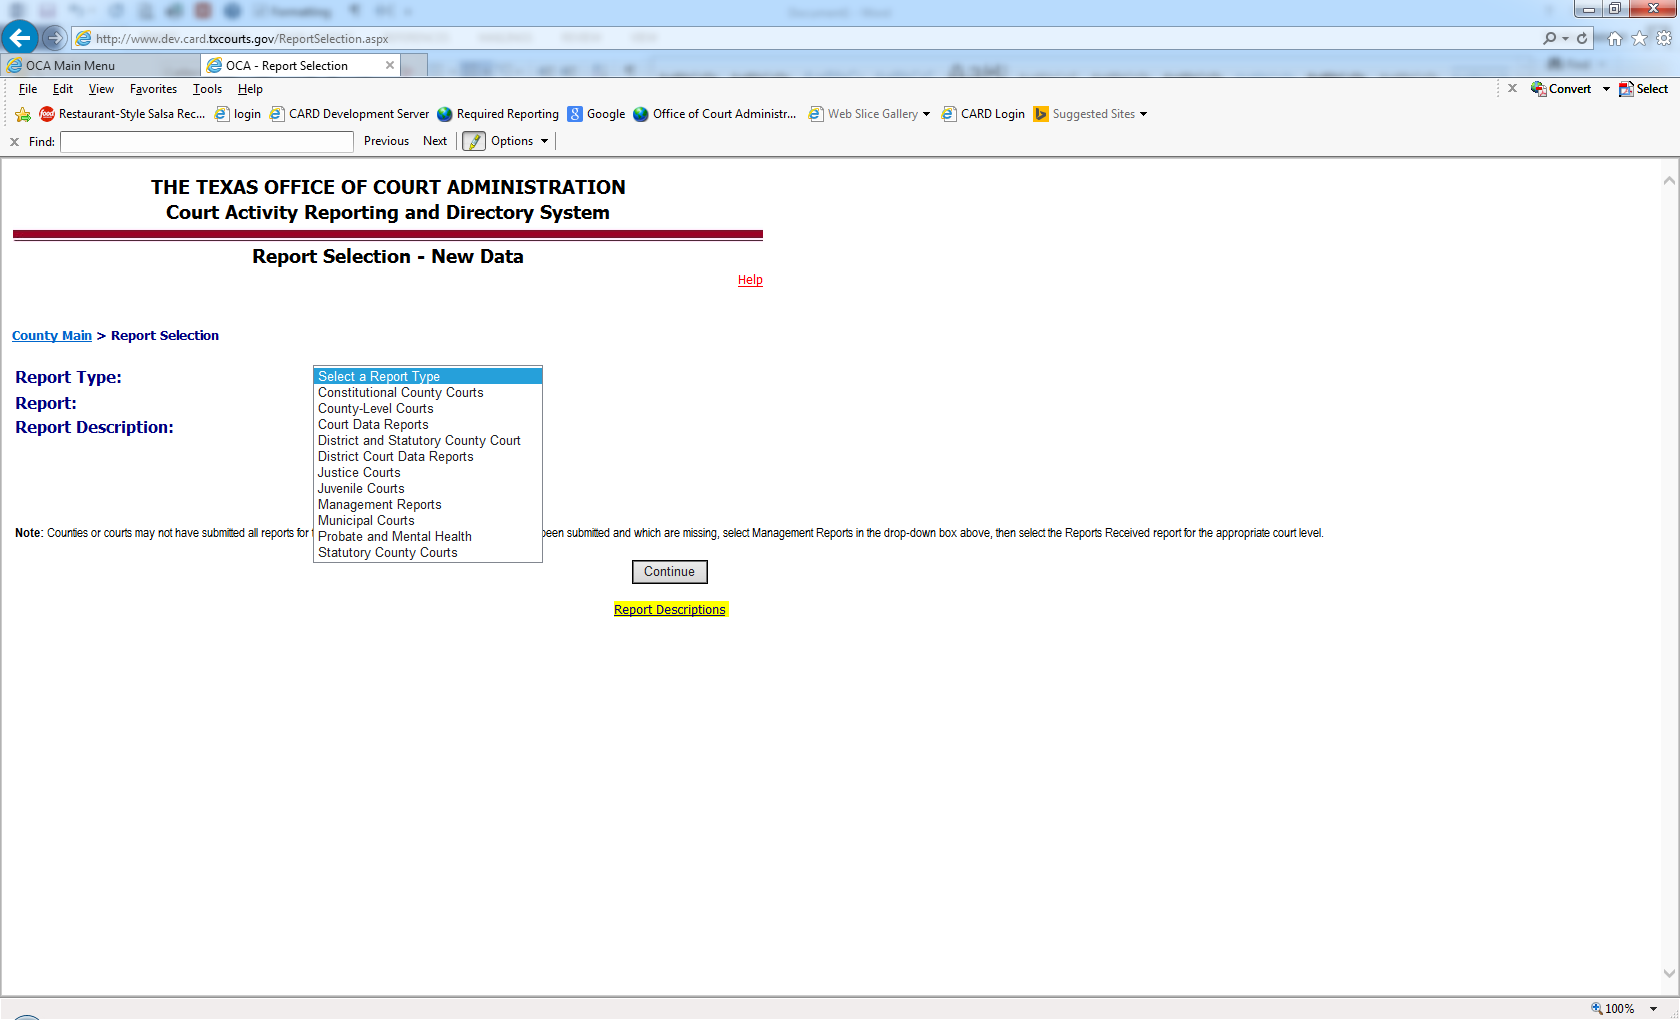 http://www.dev.card.txcourts.gov/ReportSelection.aspx
OCA Main Menu
OCA - Report Selection
File Edit View Favorites Tools Help
Convert Select
Restaurant-Style Salsa Rec... login CARD Development Server Required Reporting Google Office of Court Administr... Web Slice Gallery CARD Login Suggested Sites
Find: Previous Next Options
THE TEXAS OFFICE OF COURT ADMINISTRATION
Court Activity Reporting and Directory System
Report Selection - New Data
Help
County Main > Report Selection
Report Type:
Report:
Report Description:
Select a Report Type
Constitutional County Courts
County-Level Courts
Court Data Reports
District and Statutory County Court
District Court Data Reports
Justice Courts
Juvenile Courts
Management Reports
Municipal Courts
Probate and Mental Health
Statutory County Courts
Note: Counties or courts may not have submitted all reports for been submitted and which are missing, select Management Reports in the drop-down box above, then select the Reports Received report for the appropriate court level.
Continue
Report Descriptions
100%